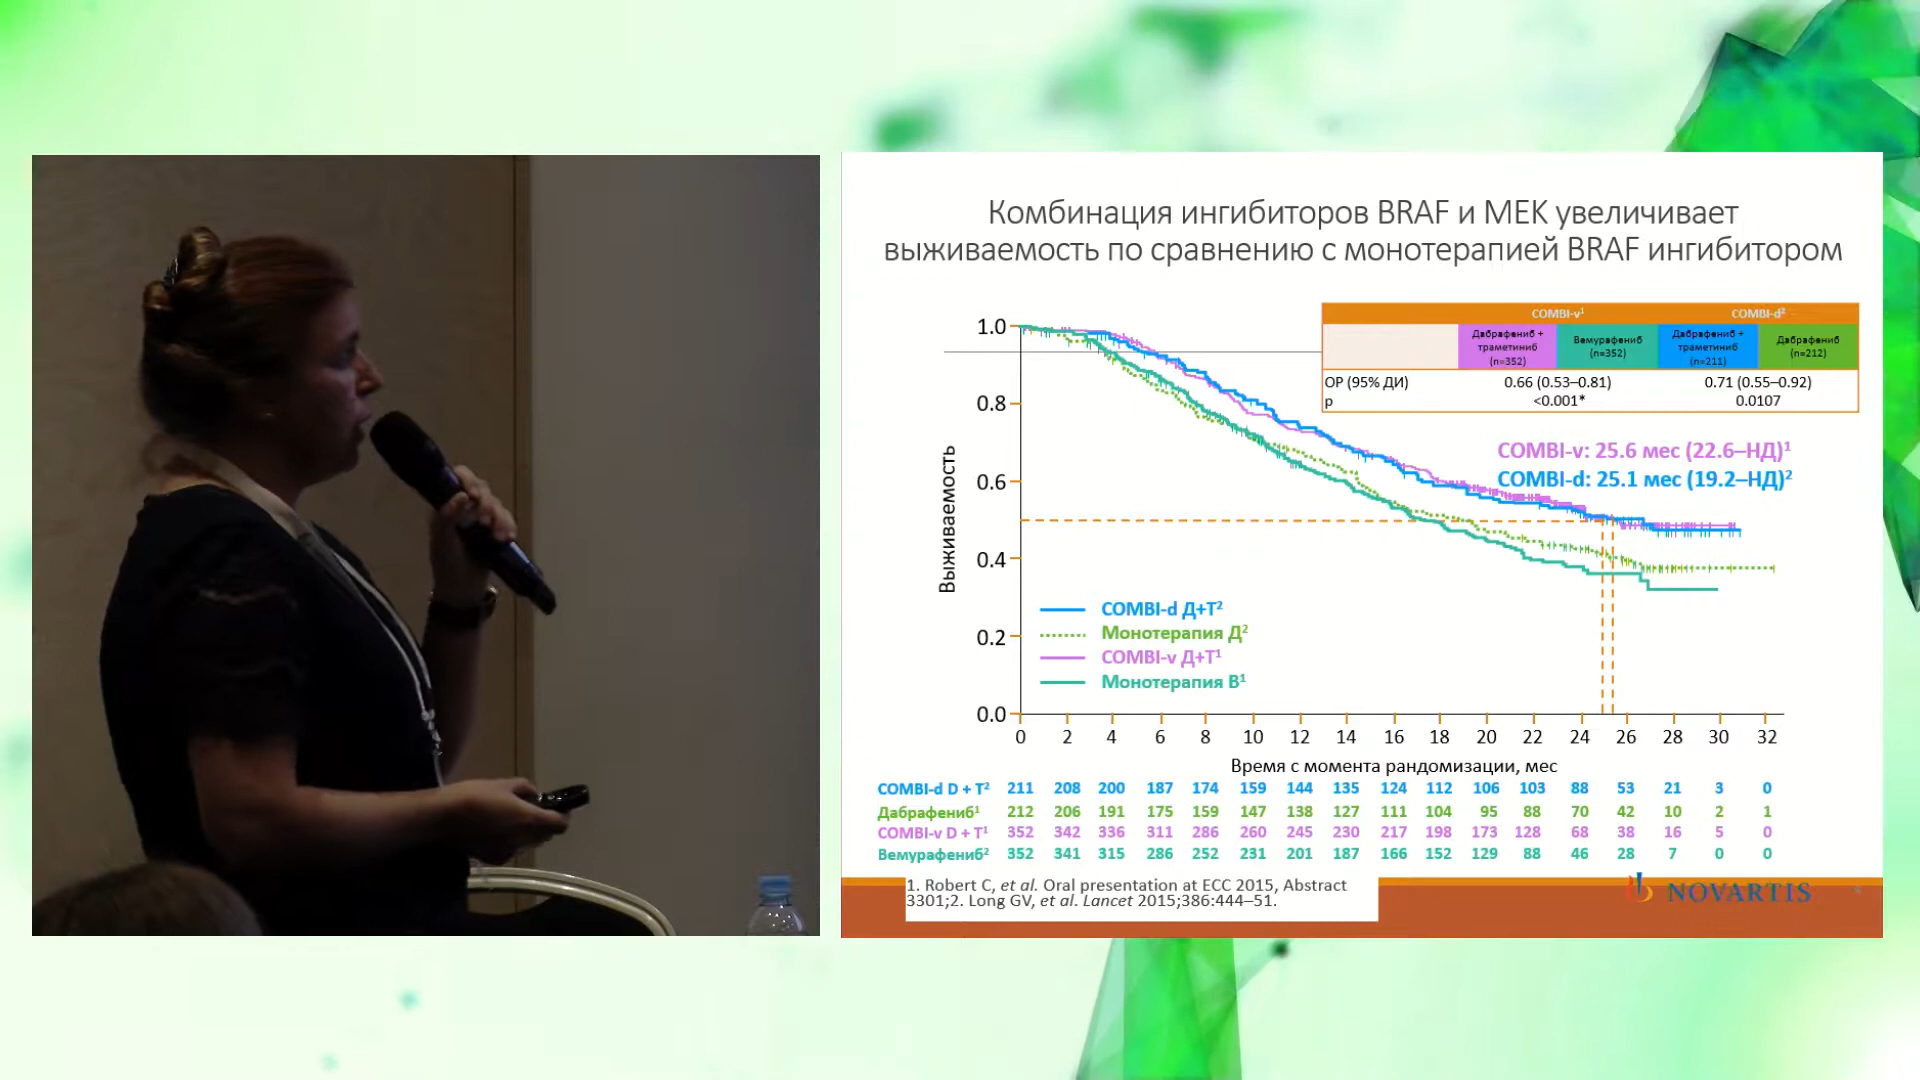 Комбинация ингибиторов BRAF и MEK увеличивает
выживаемость по сравнению с монотерапией BRAF ингибитором
COMBI-v¹ COMBI-d²
Дабрафениб + траметиниб (n=352) Вемурафениб (n=352) Дабрафениб + траметиниб (n=211) Дабрафениб (n=212)
ОР (95% ДИ) 0.66 (0.53–0.81) 0.71 (0.55–0.92)
p <0.001* 0.0107
COMBI-v: 25.6 мес (22.6–НД)¹
COMBI-d: 25.1 мес (19.2–НД)²
Выживаемость
1.0
0.8
0.6
0.4
0.2
0.0
COMBI-d Д+Т²
Монотерапия Д²
COMBI-v Д+Т¹
Монотерапия В¹
0 2 4 6 8 10 12 14 16 18 20 22 24 26 28 30 32
Время с момента рандомизации, мес
COMBI-d D + T² 211 208 200 187 174 159 144 135 124 112 106 103 88 53 21 3 0
Дабрафениб¹ 212 206 191 175 159 147 138 127 111 104 95 88 70 42 10 2 1
COMBI-v D + T¹ 352 342 336 311 286 260 245 230 217 198 173 128 68 38 16 5 0
Вемурафениб² 352 341 315 286 252 231 201 187 166 152 129 88 46 28 7 0 0
1. Robert C, et al. Oral presentation at ECC 2015, Abstract
3301;2. Long GV, et al. Lancet 2015;386:444–51.
NOVARTIS